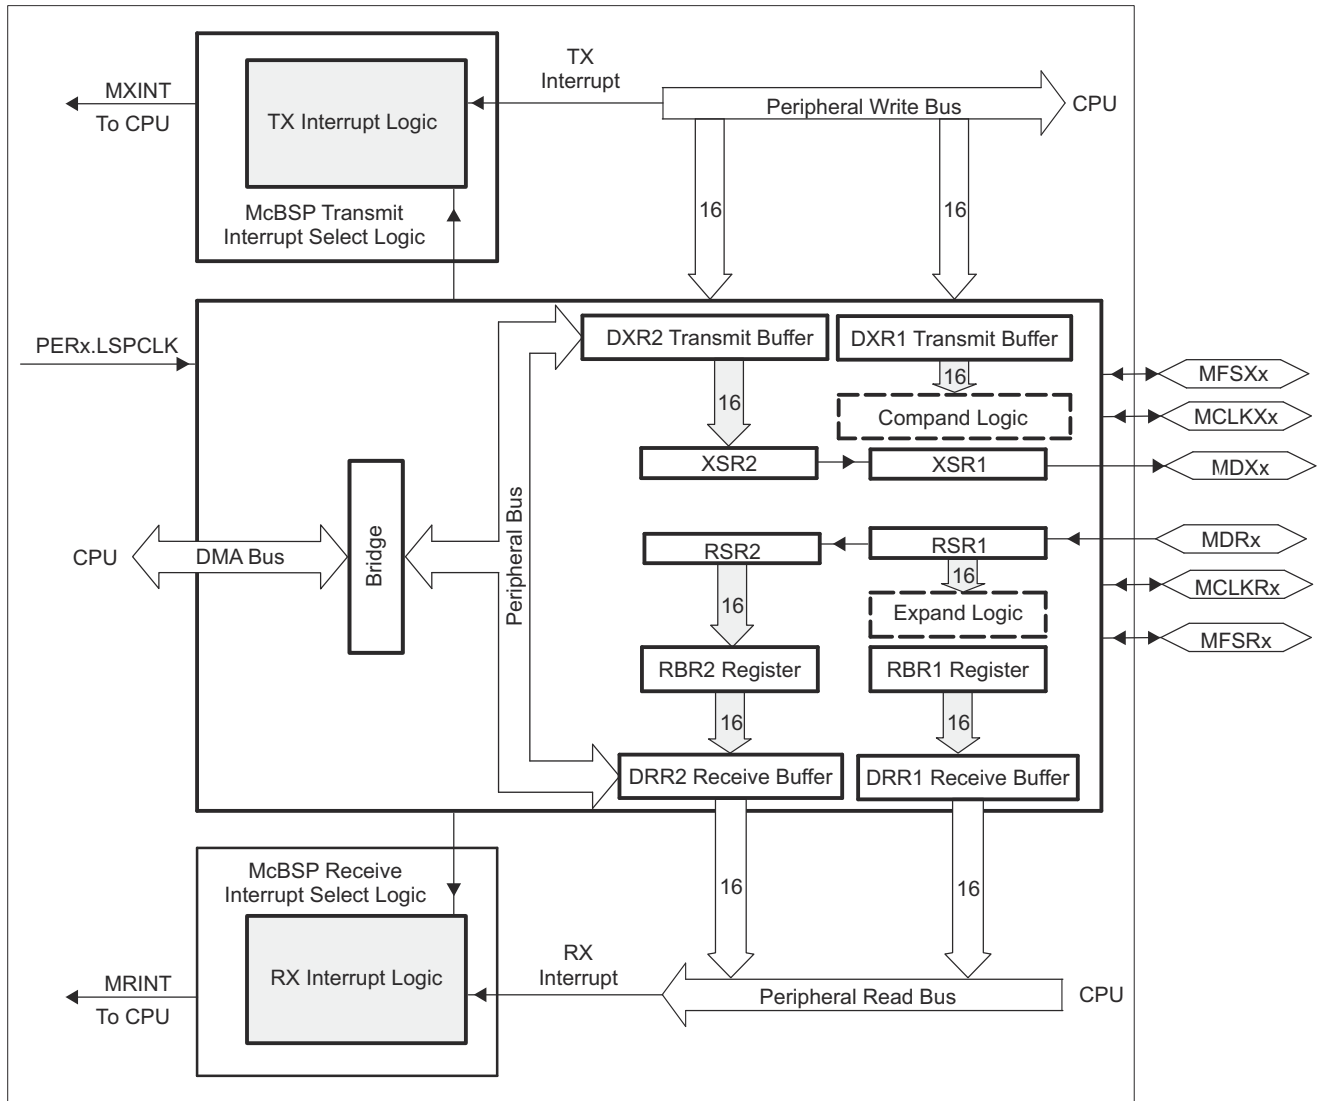 MXINT
To CPU
TX Interrupt Logic
McBSP Transmit
Interrupt Select Logic
TX
Interrupt
Peripheral Write Bus
CPU
16
16
PERx.LSPCLK
DXR2 Transmit Buffer
DXR1 Transmit Buffer
16
16
Compand Logic
XSR2
XSR1
MFSXx
MCLKXx
MDXx
CPU
DMA Bus
Bridge
Peripheral Bus
RSR2
RSR1
16
16
Expand Logic
MDRx
MCLKRx
MFSRx
RBR2 Register
RBR1 Register
16
16
DRR2 Receive Buffer
DRR1 Receive Buffer
McBSP Receive
Interrupt Select Logic
16
16
RX Interrupt Logic
MRINT
To CPU
RX
Interrupt
Peripheral Read Bus
CPU